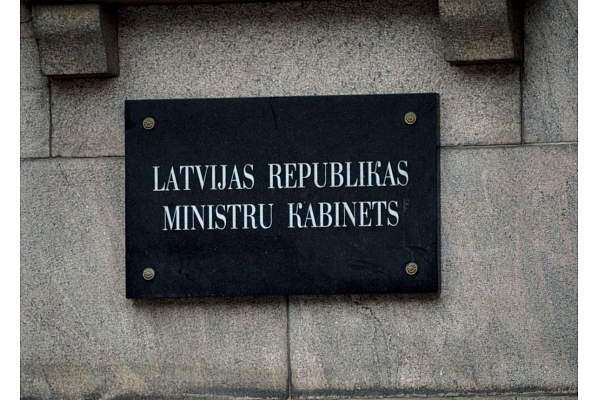 LATVIJAS REPUBLIKAS
MINISTRU KABINETS